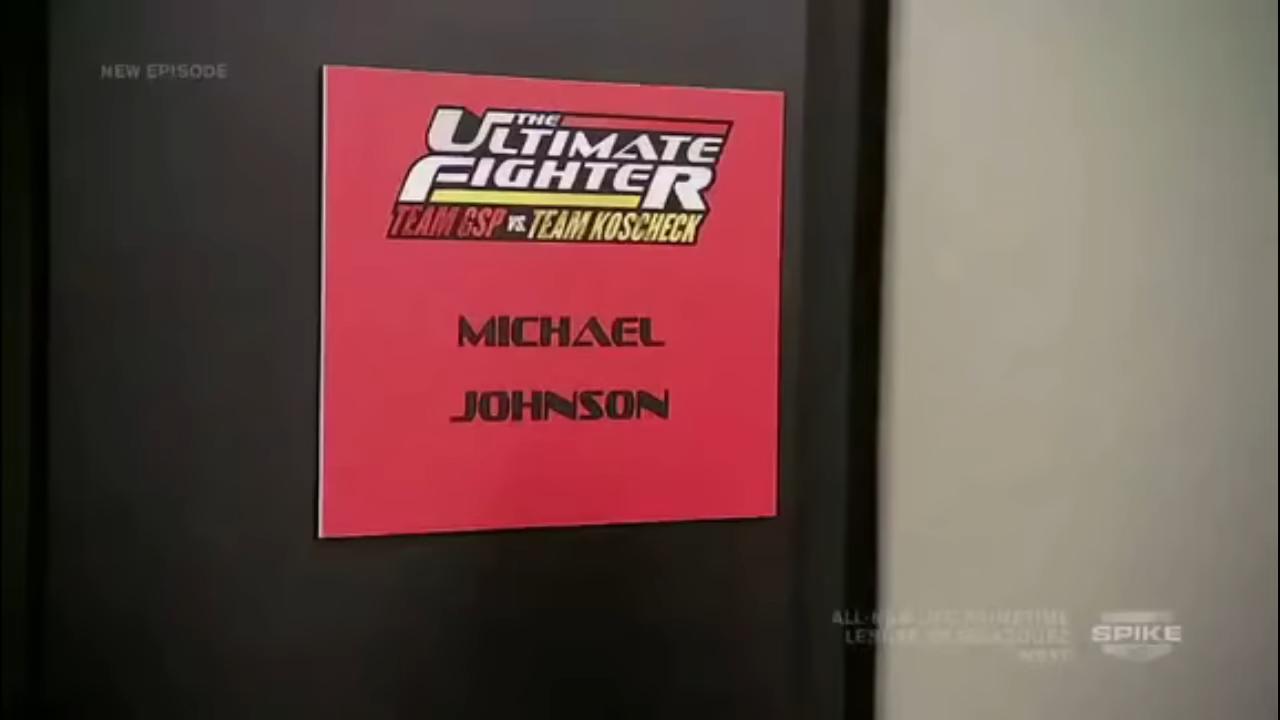 NEW EPISODE
THE
ULTIMATE
FIGHTER
TEAM GSP VS. TEAM KOSCHECK
MICHAEL
JOHNSON
SPIKE